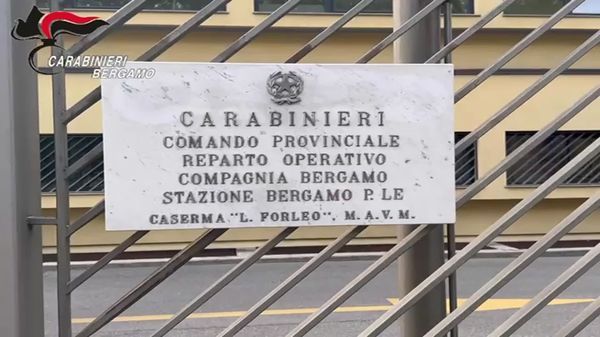 CARABINIERI
BERGAMO
CARABINIERI
COMANDO PROVINCIALE
REPARTO OPERATIVO
COMPAGNIA BERGAMO
STAZIONE BERGAMO P.LE
CASERMA "L. FORLEO", M.A.V.M.